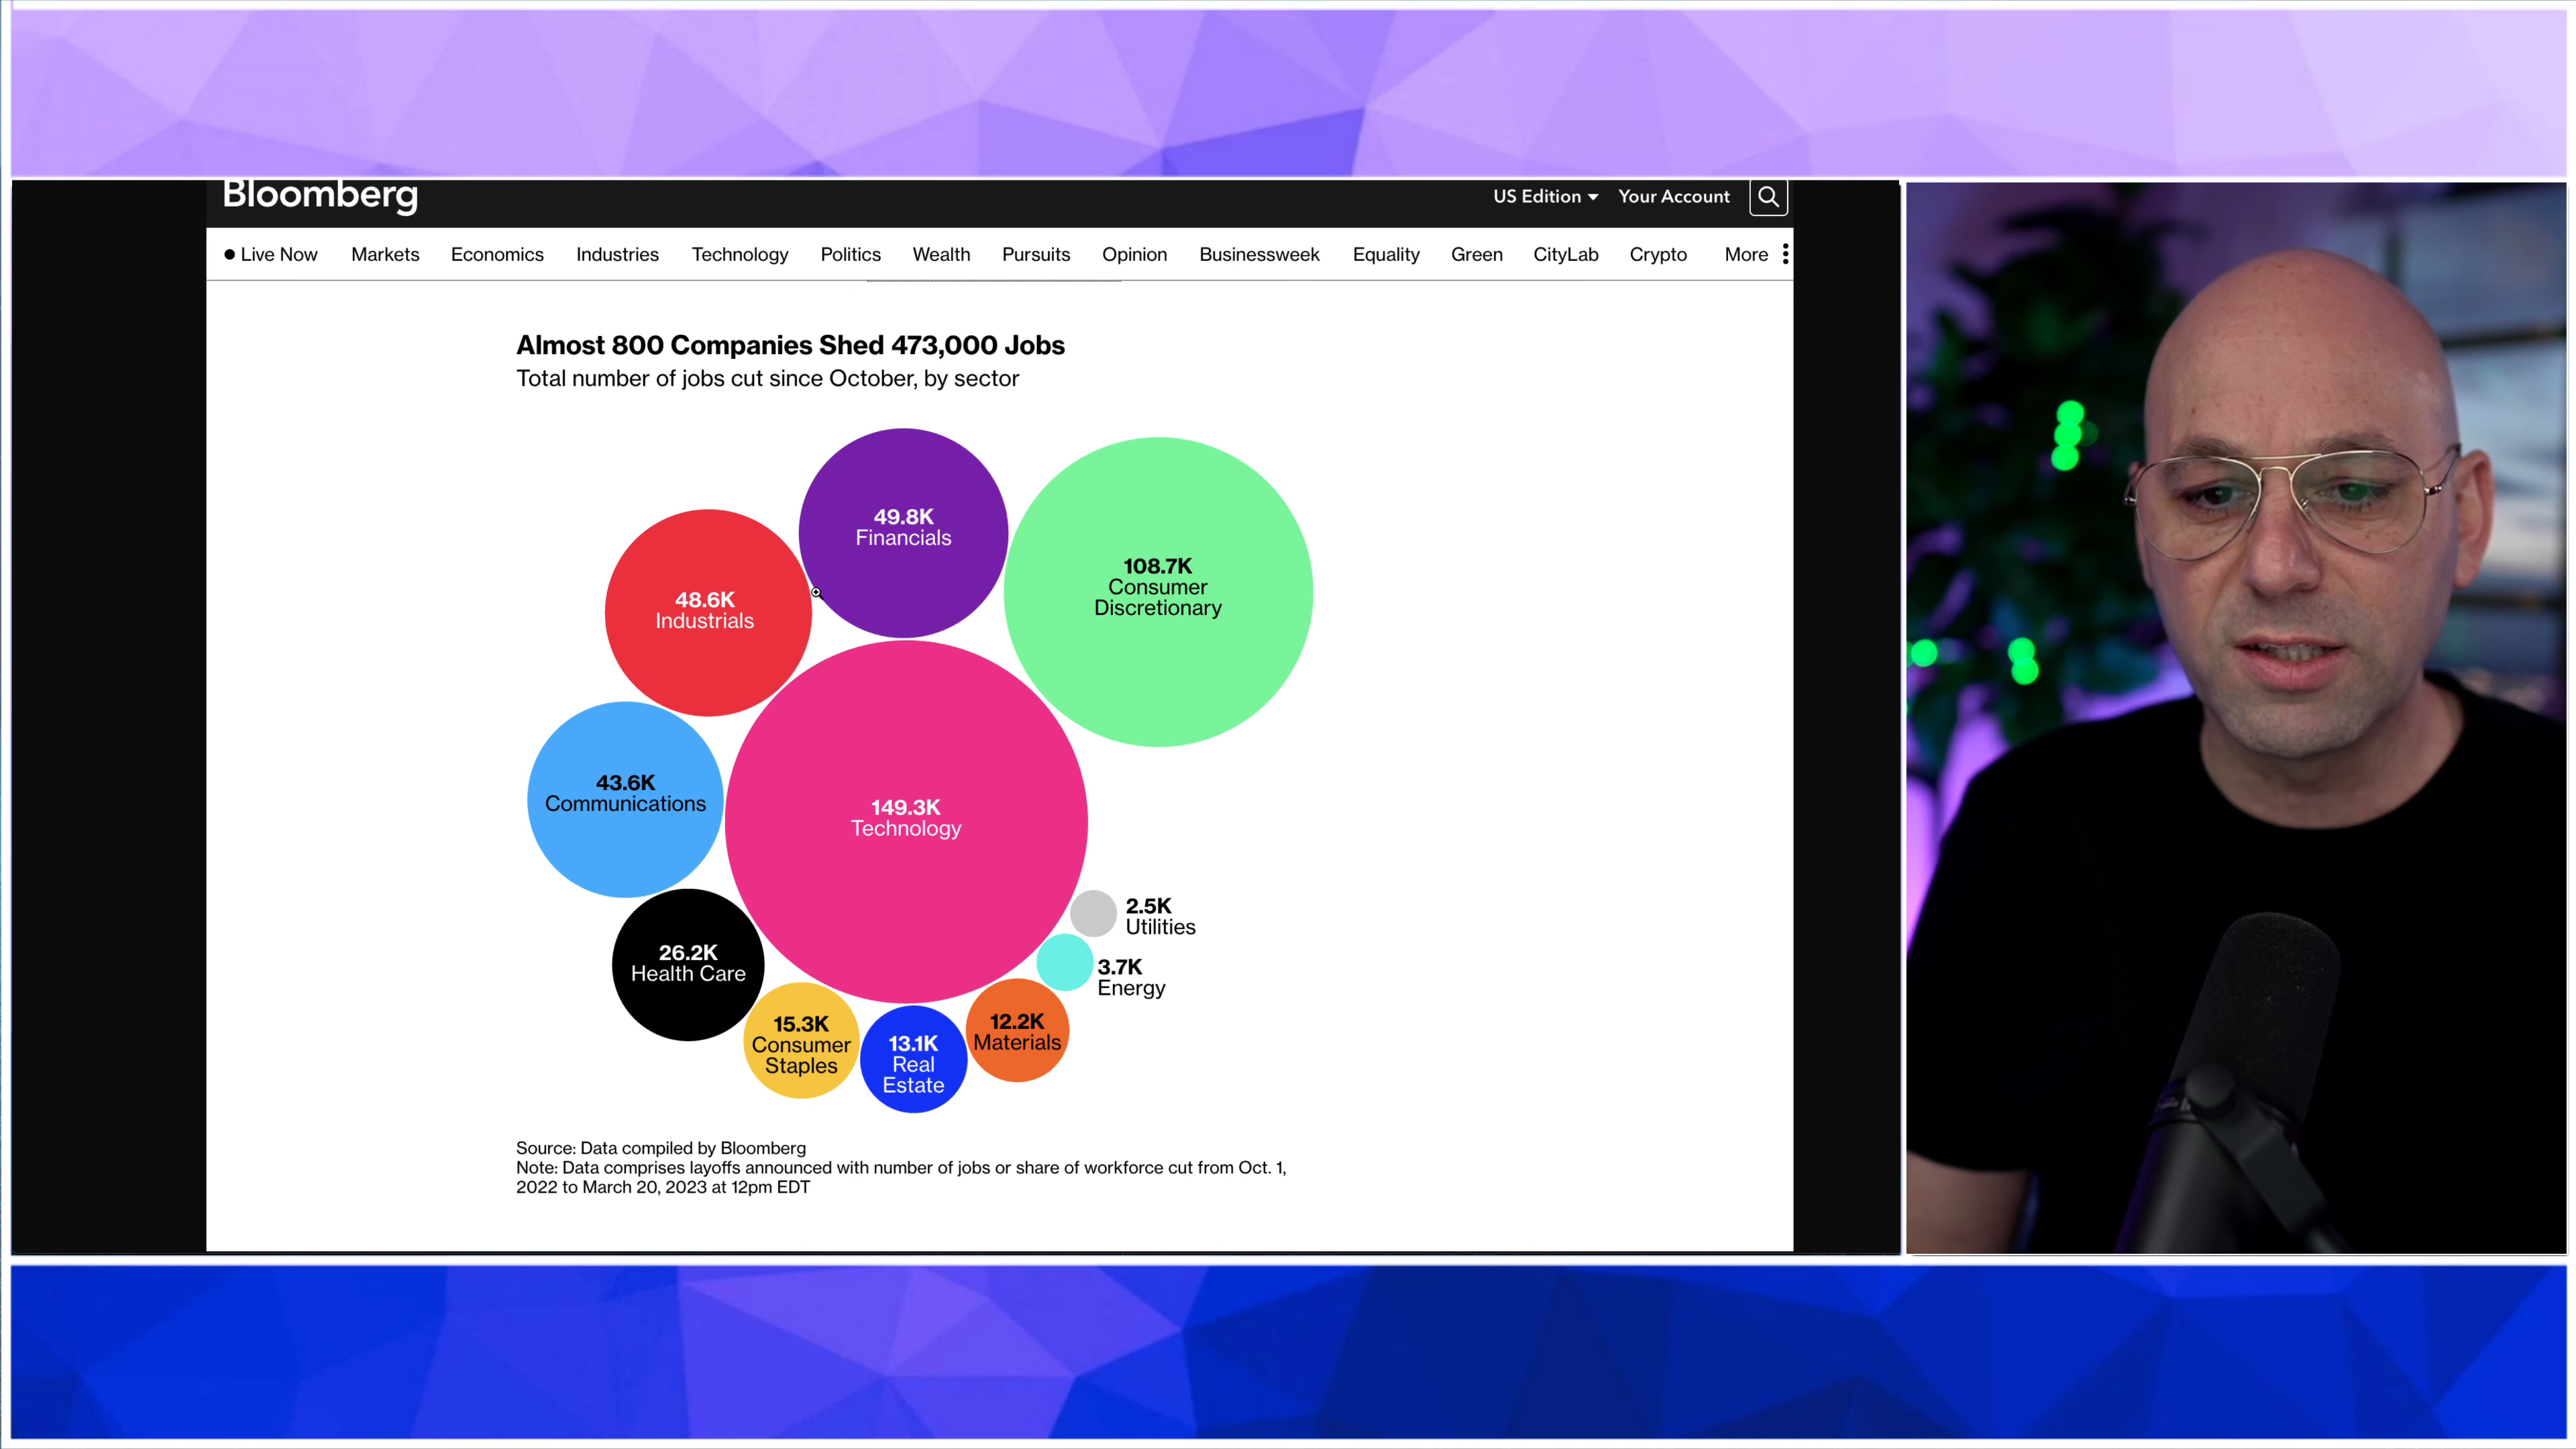 Bloomberg
US Edition Your Account
Live Now Markets Economics Industries Technology Politics Wealth Pursuits Opinion Businessweek Equality Green CityLab Crypto More
Almost 800 Companies Shed 473,000 Jobs
Total number of jobs cut since October, by sector
49.8K
Financials
108.7K
Consumer
Discretionary
48.6K
Industrials
43.6K
Communications
149.3K
Technology
2.5K
Utilities
26.2K
Health Care
3.7K
Energy
15.3K
Consumer
Staples
13.1K
Real
Estate
12.2K
Materials
Source: Data compiled by Bloomberg
Note: Data comprises layoffs announced with number of jobs or share of workforce cut from Oct. 1,
2022 to March 20, 2023 at 12pm EDT